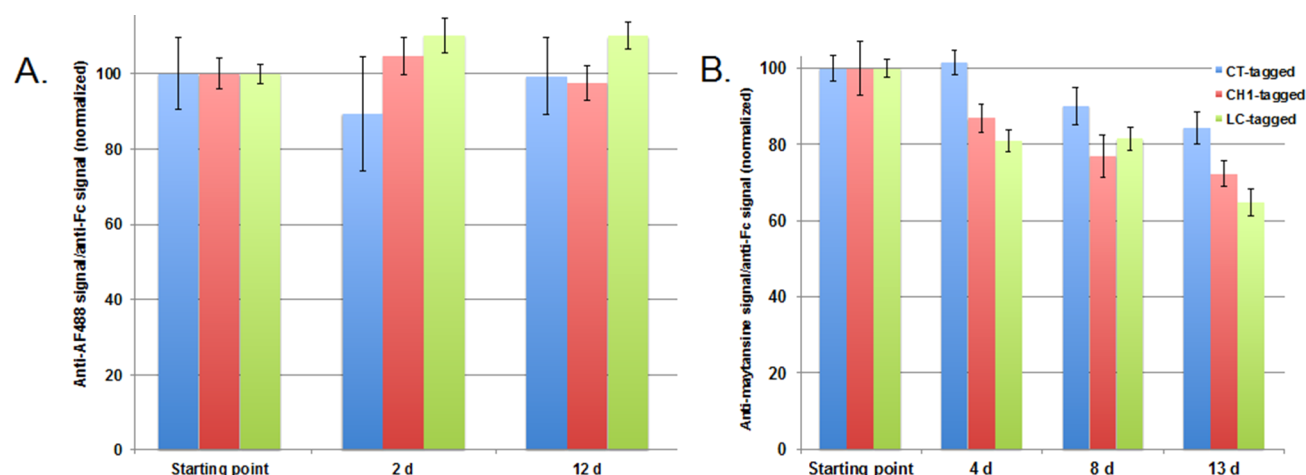 A.
Anti-AF488 signal/anti-Fc signal (normalized)
100
80
60
40
20
0
Starting point 2 d 12 d
B.
Anti-maytansine signal/anti-Fc signal (normalized)
100
80
60
40
20
0
Starting point 4 d 8 d 13 d
CT-tagged
CH1-tagged
LC-tagged